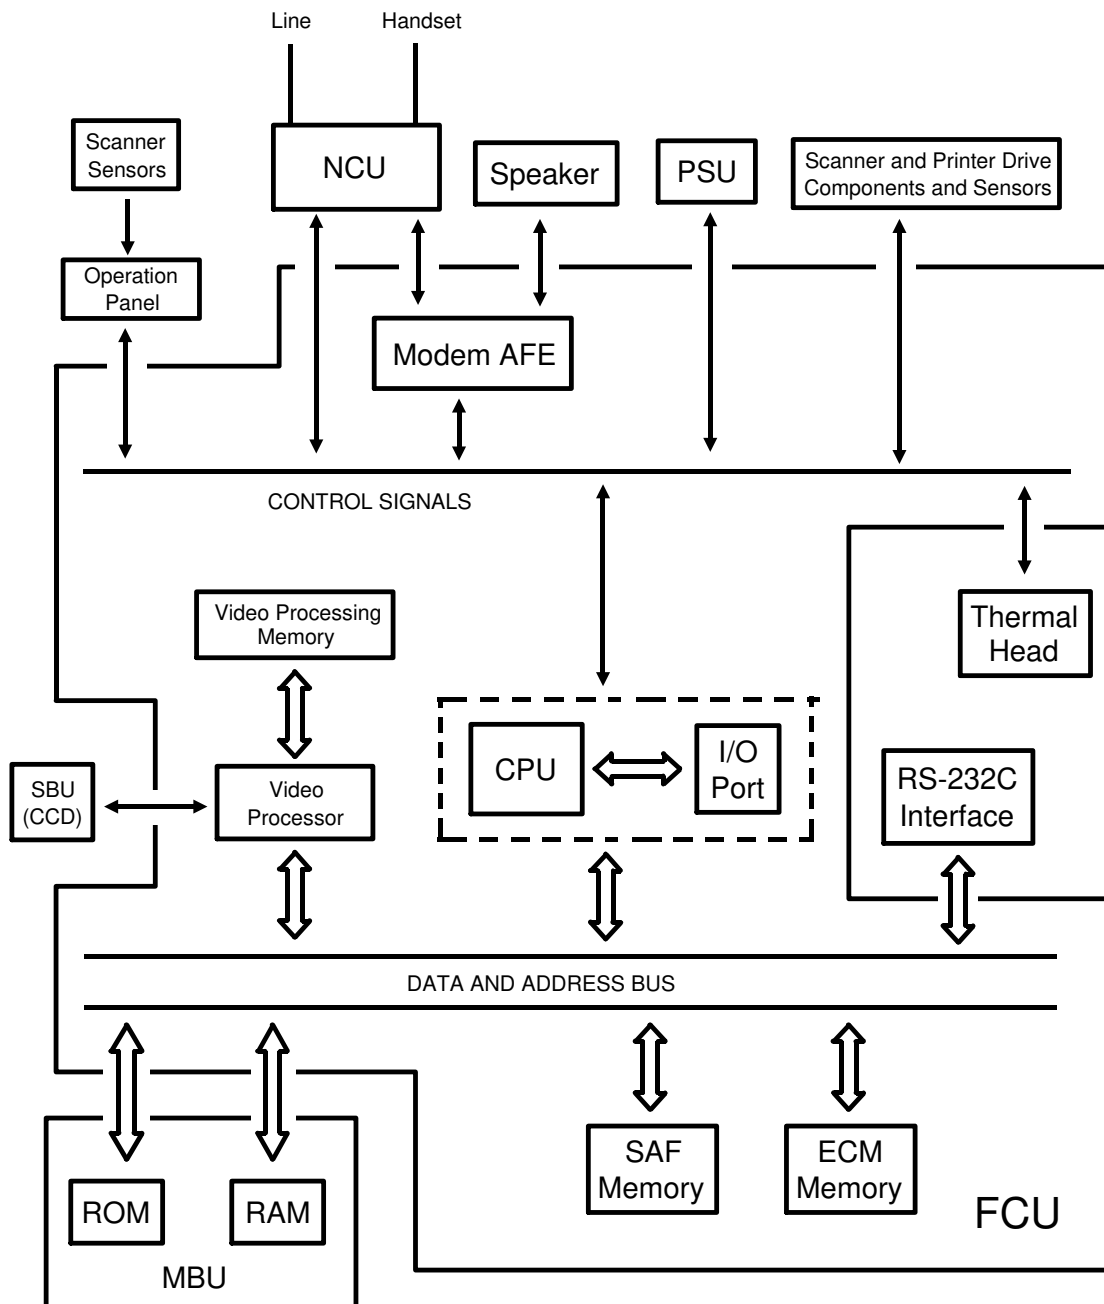 Line
Handset
Scanner
Sensors
NCU
Speaker
PSU
Scanner and Printer Drive
Components and Sensors
Operation
Panel
Modem AFE
CONTROL SIGNALS
Video Processing
Memory
Thermal
Head
SBU
(CCD)
Video
Processor
CPU
I/O
Port
RS-232C
Interface
DATA AND ADDRESS BUS
ROM
RAM
MBU
SAF
Memory
ECM
Memory
FCU